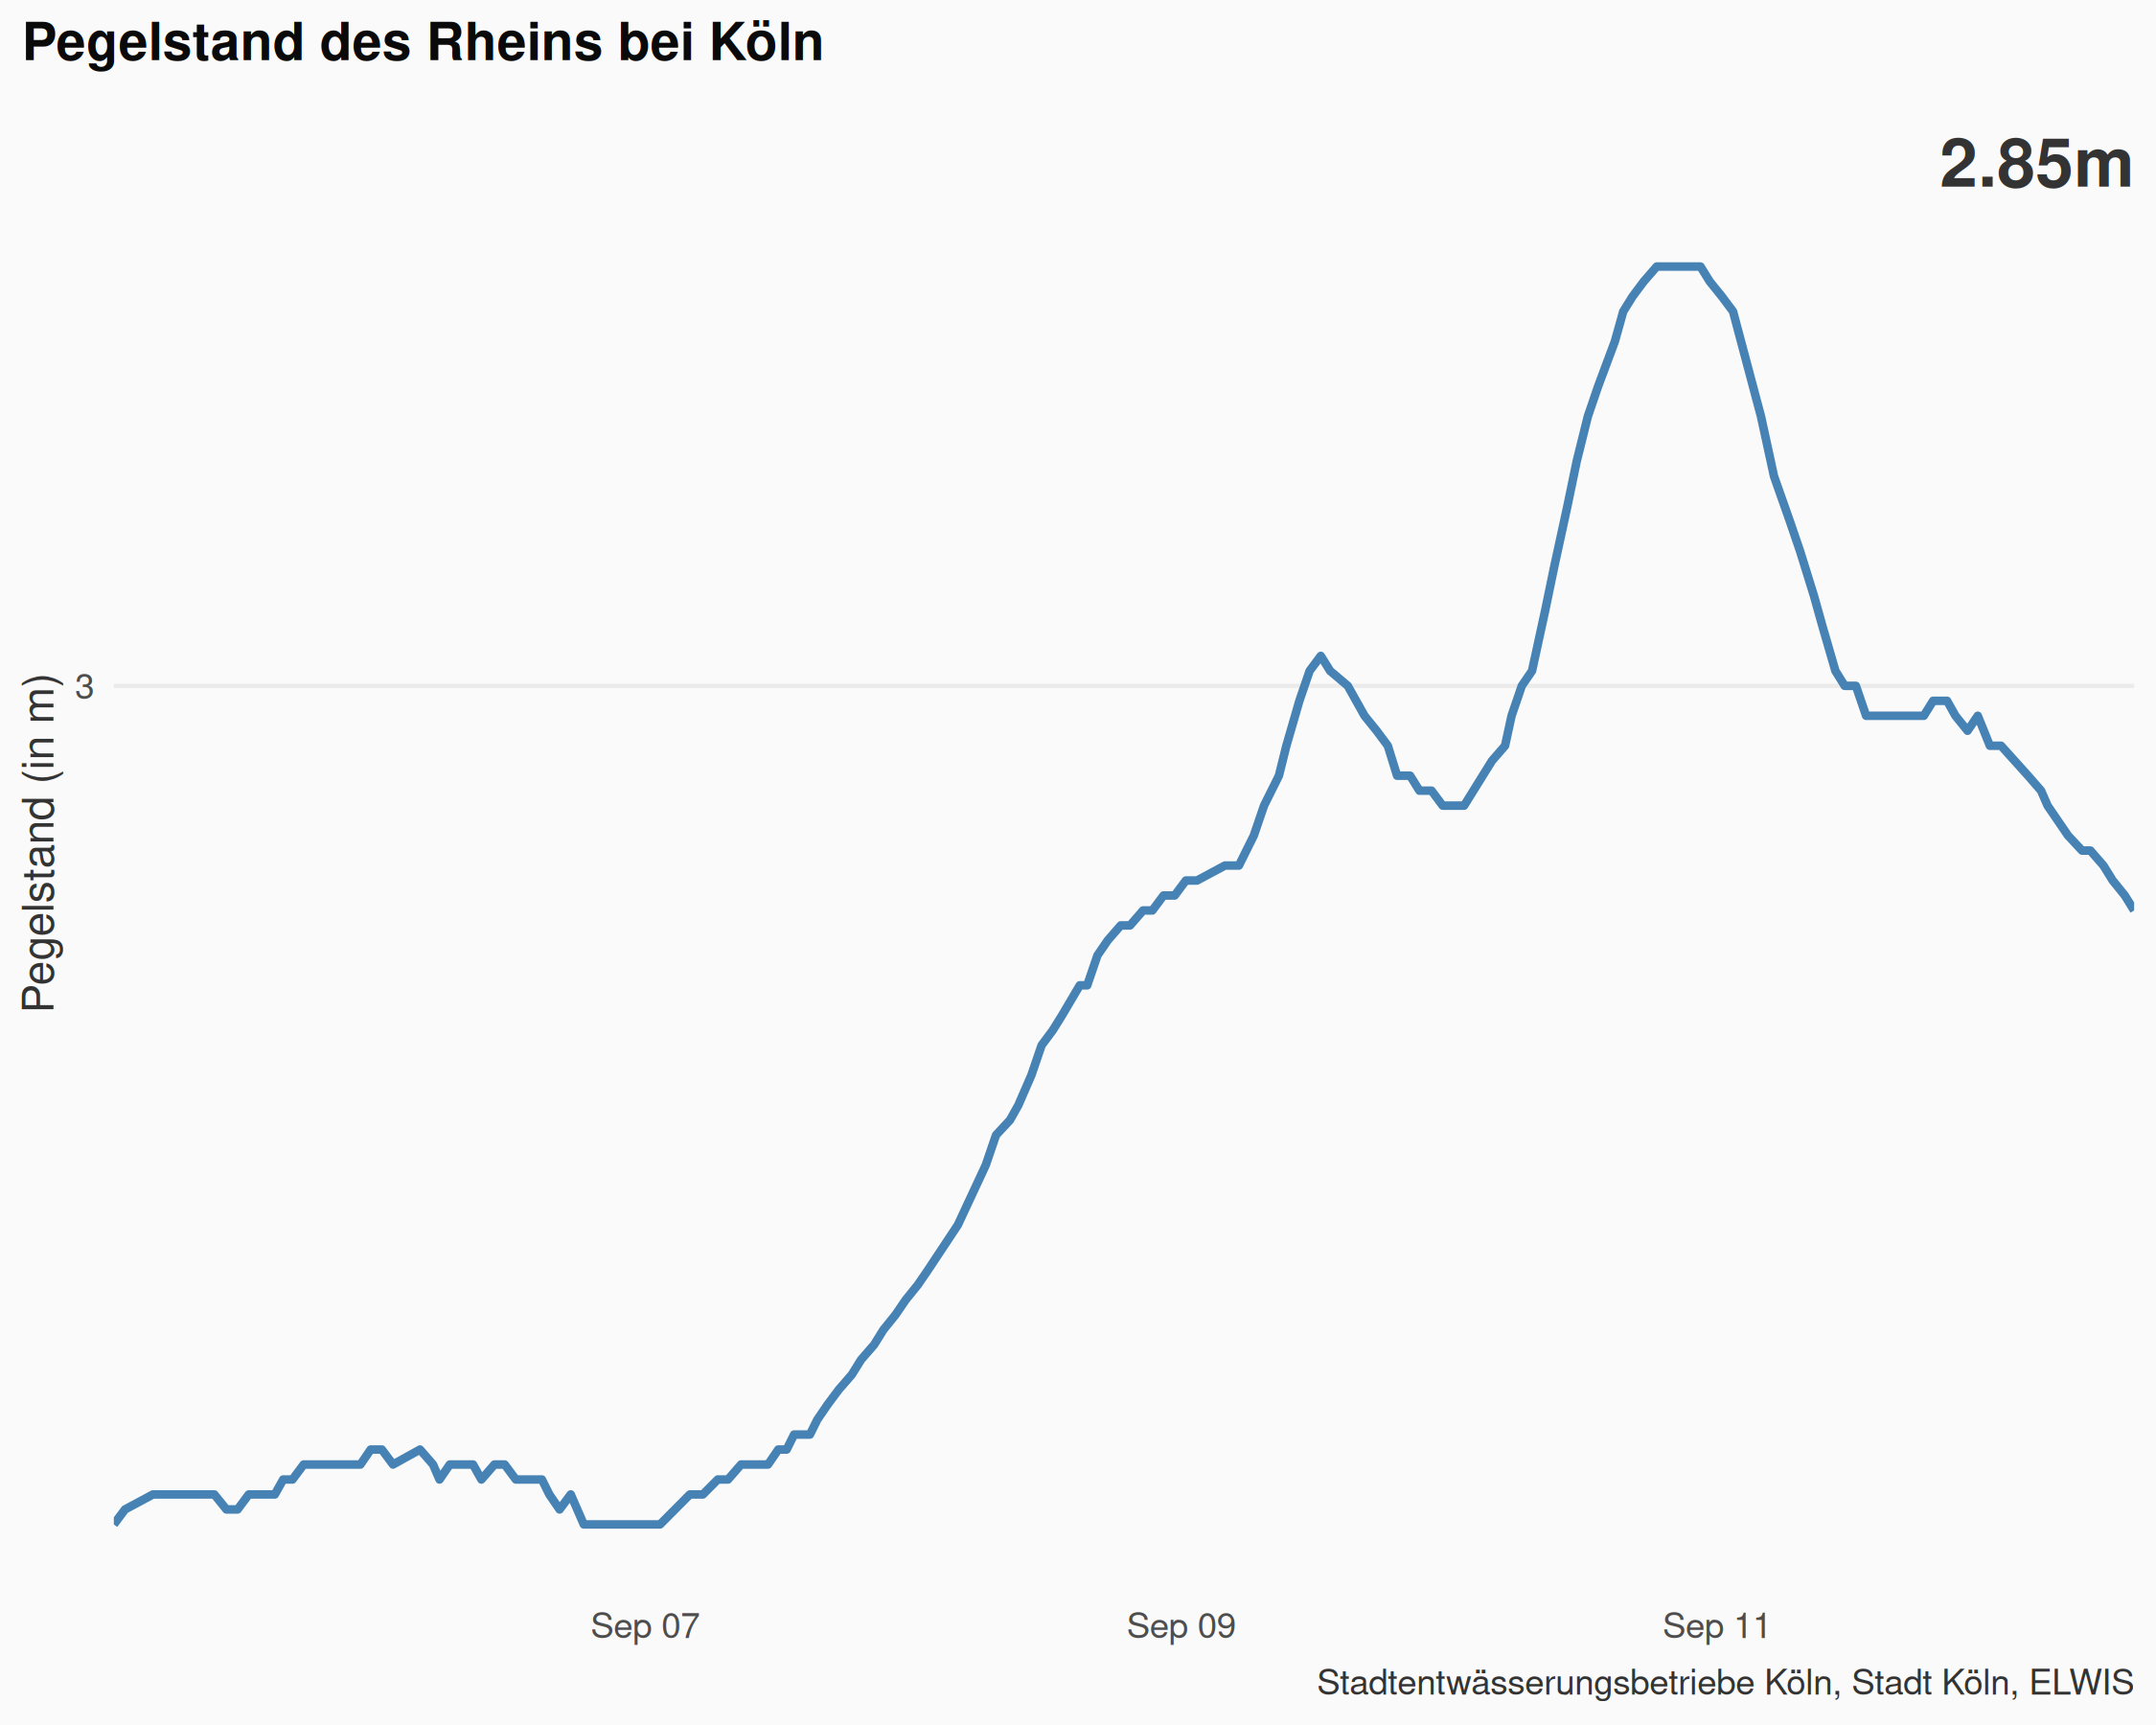 Pegelstand des Rheins bei Köln
2.85m
Pegelstand (in m)
3
Sep 07
Sep 09
Sep 11
Stadtentwässerungsbetriebe Köln, Stadt Köln, ELWIS